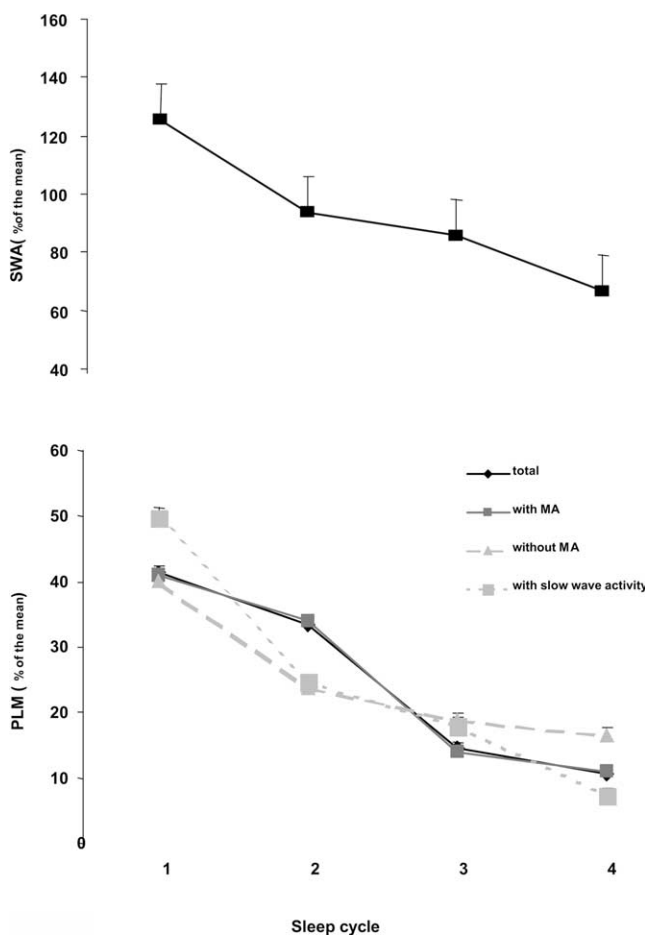 160
140
120
100
80
60
40
SWA( %of the mean)
60
50
40
30
20
10
0
PLM ( % of the mean)
total
with MA
without MA
with slow wave activity
1 2 3 4
Sleep cycle